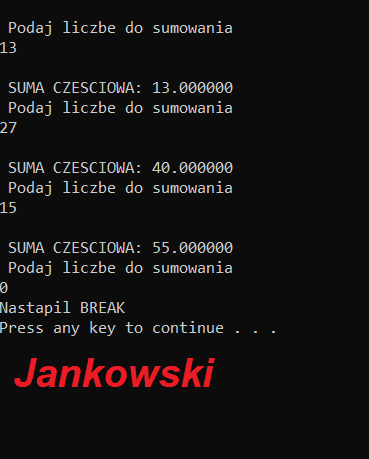 Podaj liczbe do sumowania
13
SUMA CZESCIOWA: 13.000000
Podaj liczbe do sumowania
27
SUMA CZESCIOWA: 40.000000
Podaj liczbe do sumowania
15
SUMA CZESCIOWA: 55.000000
Podaj liczbe do sumowania
0
Nastapil BREAK
Press any key to continue . . .
Jankowski